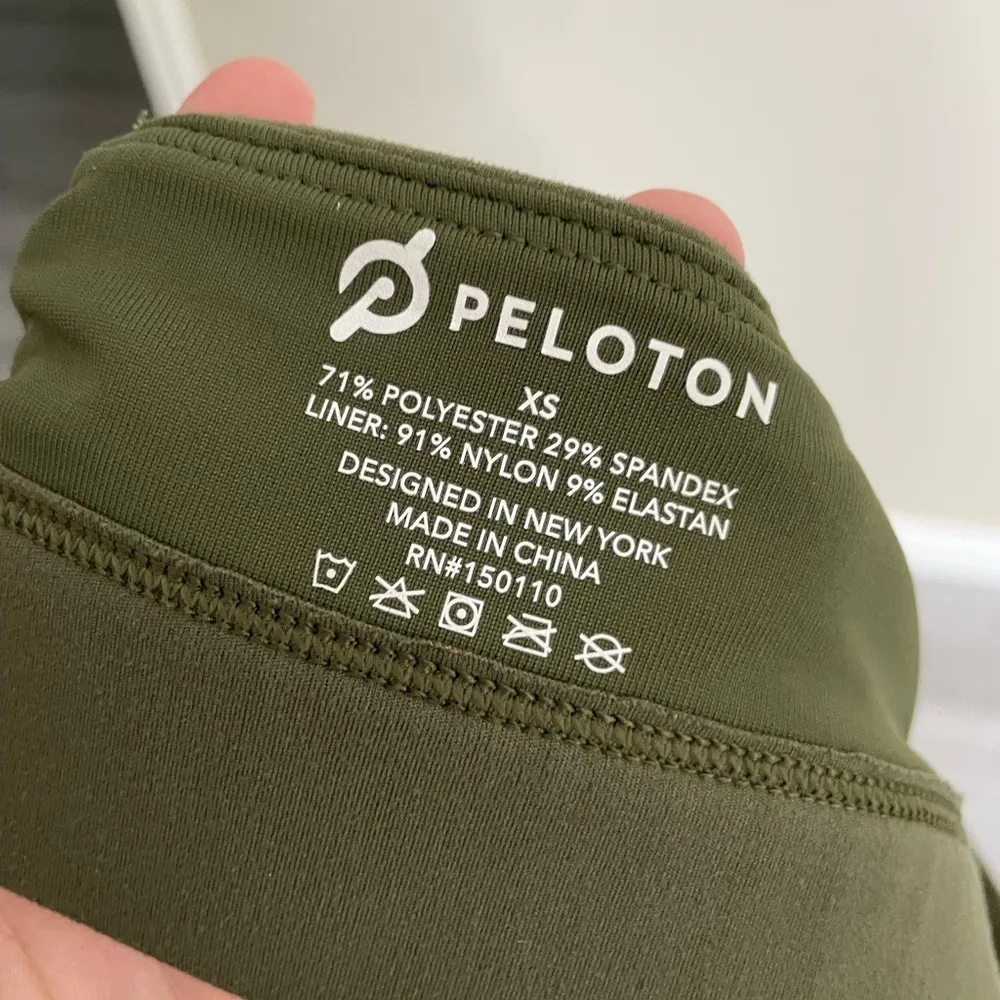 PELOTON
XS
71% POLYESTER 29% SPANDEX
LINER: 91% NYLON 9% ELASTAN
DESIGNED IN NEW YORK
MADE IN CHINA
RN#150110